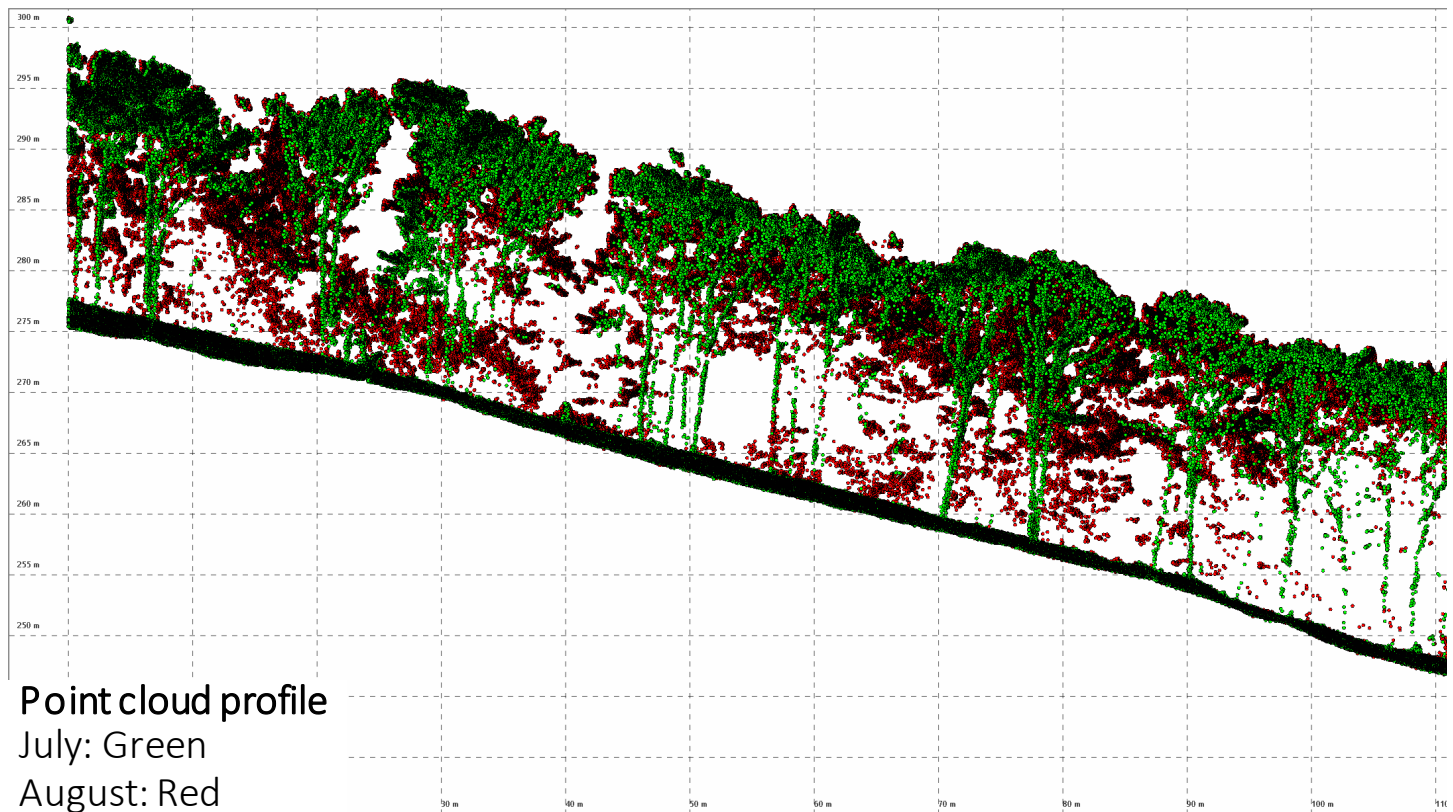 300 m
295 m
290 m
285 m
280 m
275 m
270 m
265 m
260 m
255 m
250 m
Point cloud profile
July: Green
August: Red
30 m 40 m 50 m 60 m 70 m 80 m 90 m 100 m